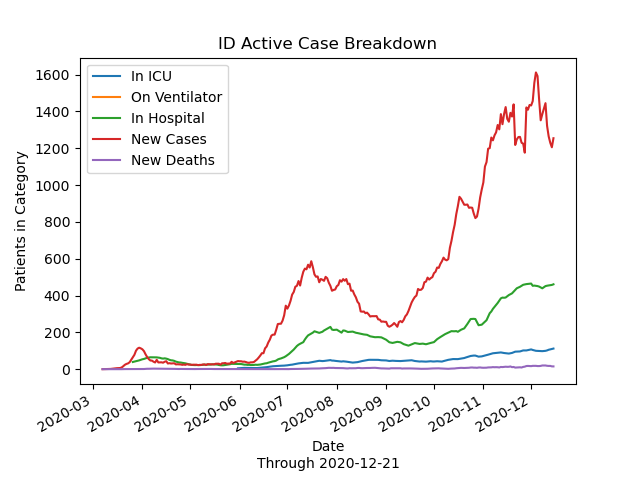 ID Active Case Breakdown
In ICU
On Ventilator
In Hospital
New Cases
New Deaths
Patients in Category
1600
1400
1200
1000
800
600
400
200
0
2020-03
2020-04
2020-05
2020-06
2020-07
2020-08
2020-09
2020-10
2020-11
2020-12
Date
Through 2020-12-21